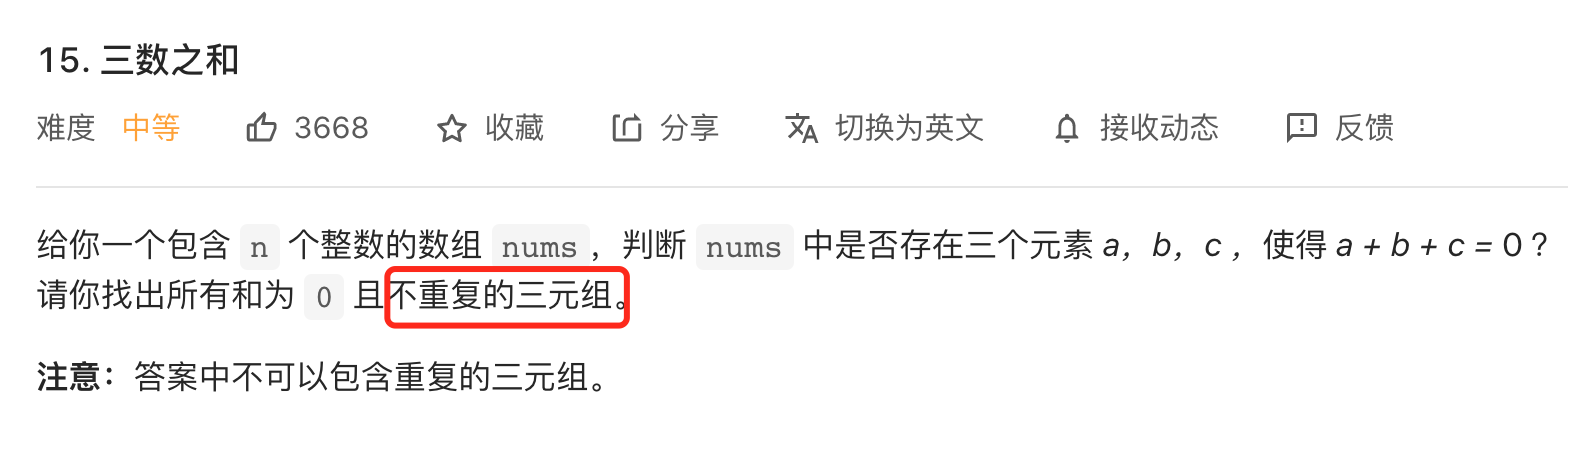 15. 三数之和
难度 中等 3668 收藏 分享 切换为英文 接收动态 反馈
给你一个包含 n 个整数的数组 nums，判断 nums 中是否存在三个元素 a，b，c ，使得 a + b + c = 0 ？
请你找出所有和为 0 且不重复的三元组。
注意：答案中不可以包含重复的三元组。